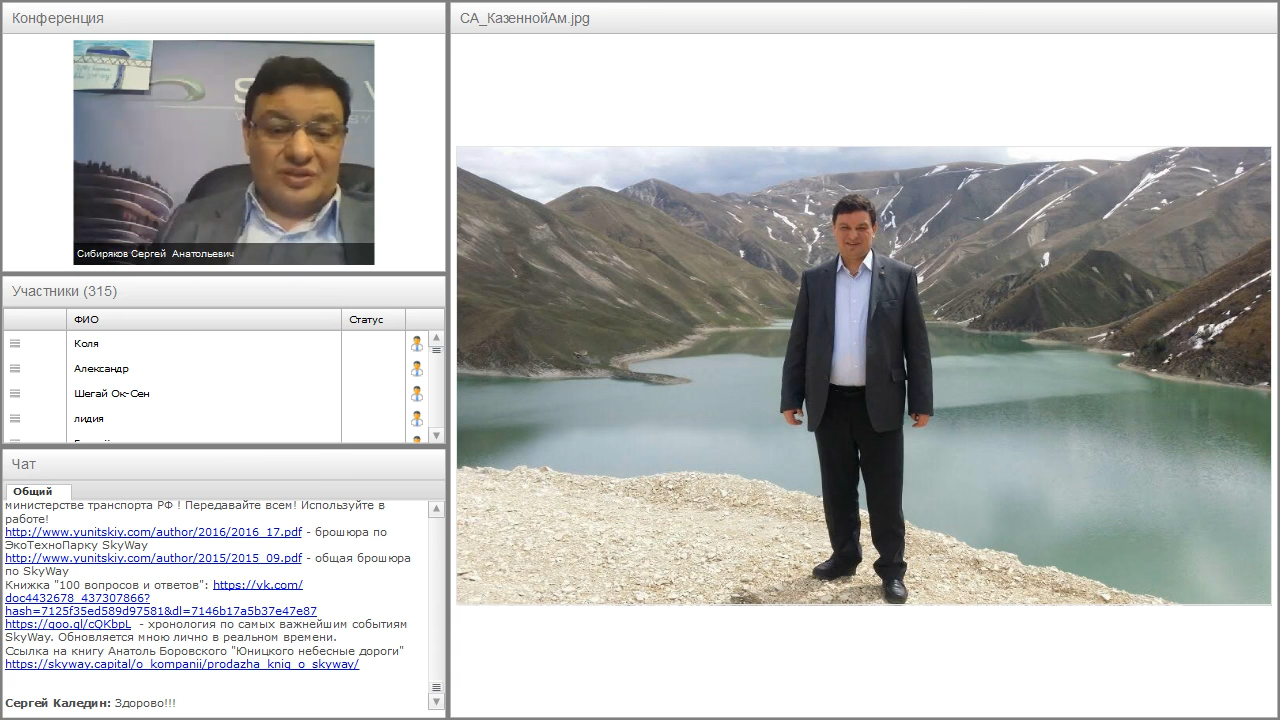 Конференция
Сибиряков Сергей Анатольевич
Участники (315)
ФИО
Статус
Коля
Александр
Шегай Ок-Сен
лидия
Чат
Общий
министерстве транспорта РФ ! Передавайте всем! Используйте в
работе!
http://www.yunitskiy.com/author/2016/2016_17.pdf - брошюра по
ЭкоТехноПарку SkyWay
http://www.yunitskiy.com/author/2015/2015_09.pdf - общая брошюра
по SkyWay
Книжка "100 вопросов и ответов": https://vk.com/
doc4432678_437307866?
hash=7125f35ed589d97581&dl=7146b17a5b37e47e87
https://goo.gl/cQKbpL - хронология по самых важнейшим событиям
SkyWay. Обновляется мною лично в реальном времени.
Ссылка на книгу Анатоль Боровского "Юницкого небесные дороги"
https://skyway.capital/o_kompanii/prodazha_knig_o_skyway/
Сергей Каледин: Здорово!!!
СА_КазеннойАм.jpg